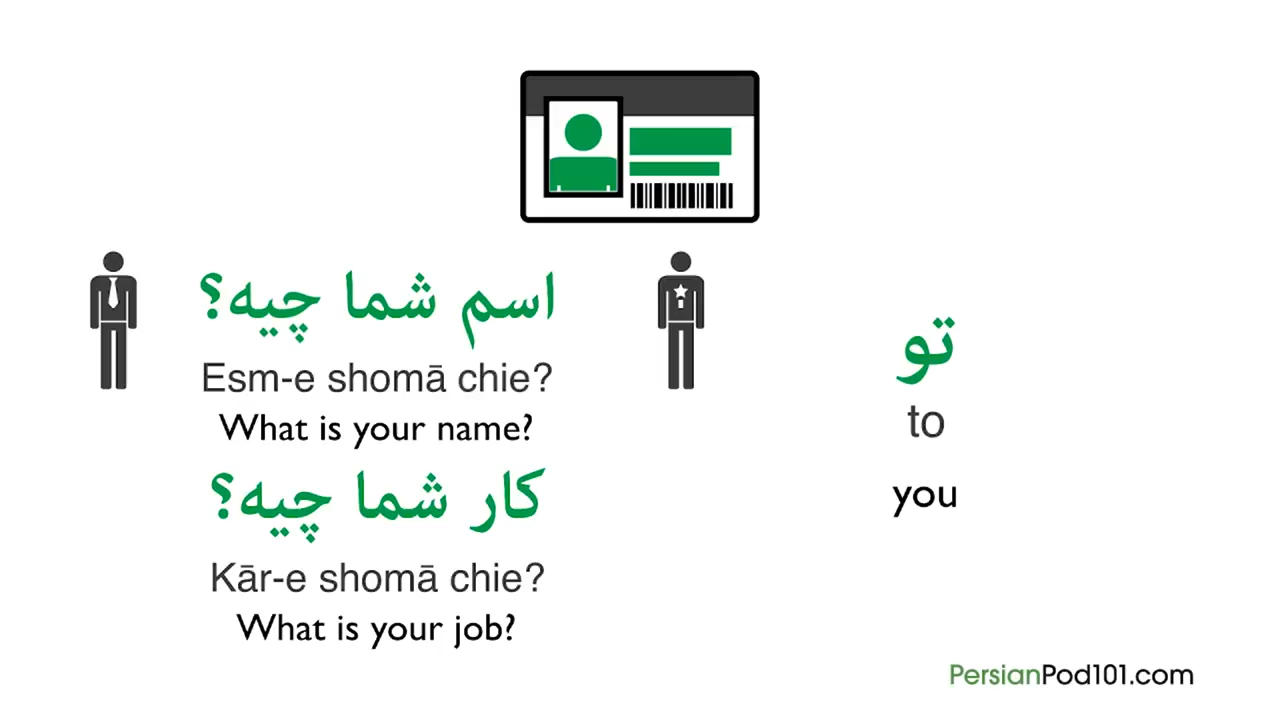 اسم شما چیه؟
Esm-e shomā chie?
What is your name?
کار شما چیه؟
Kār-e shomā chie?
What is your job?
تو
to
you
PersianPod101.com